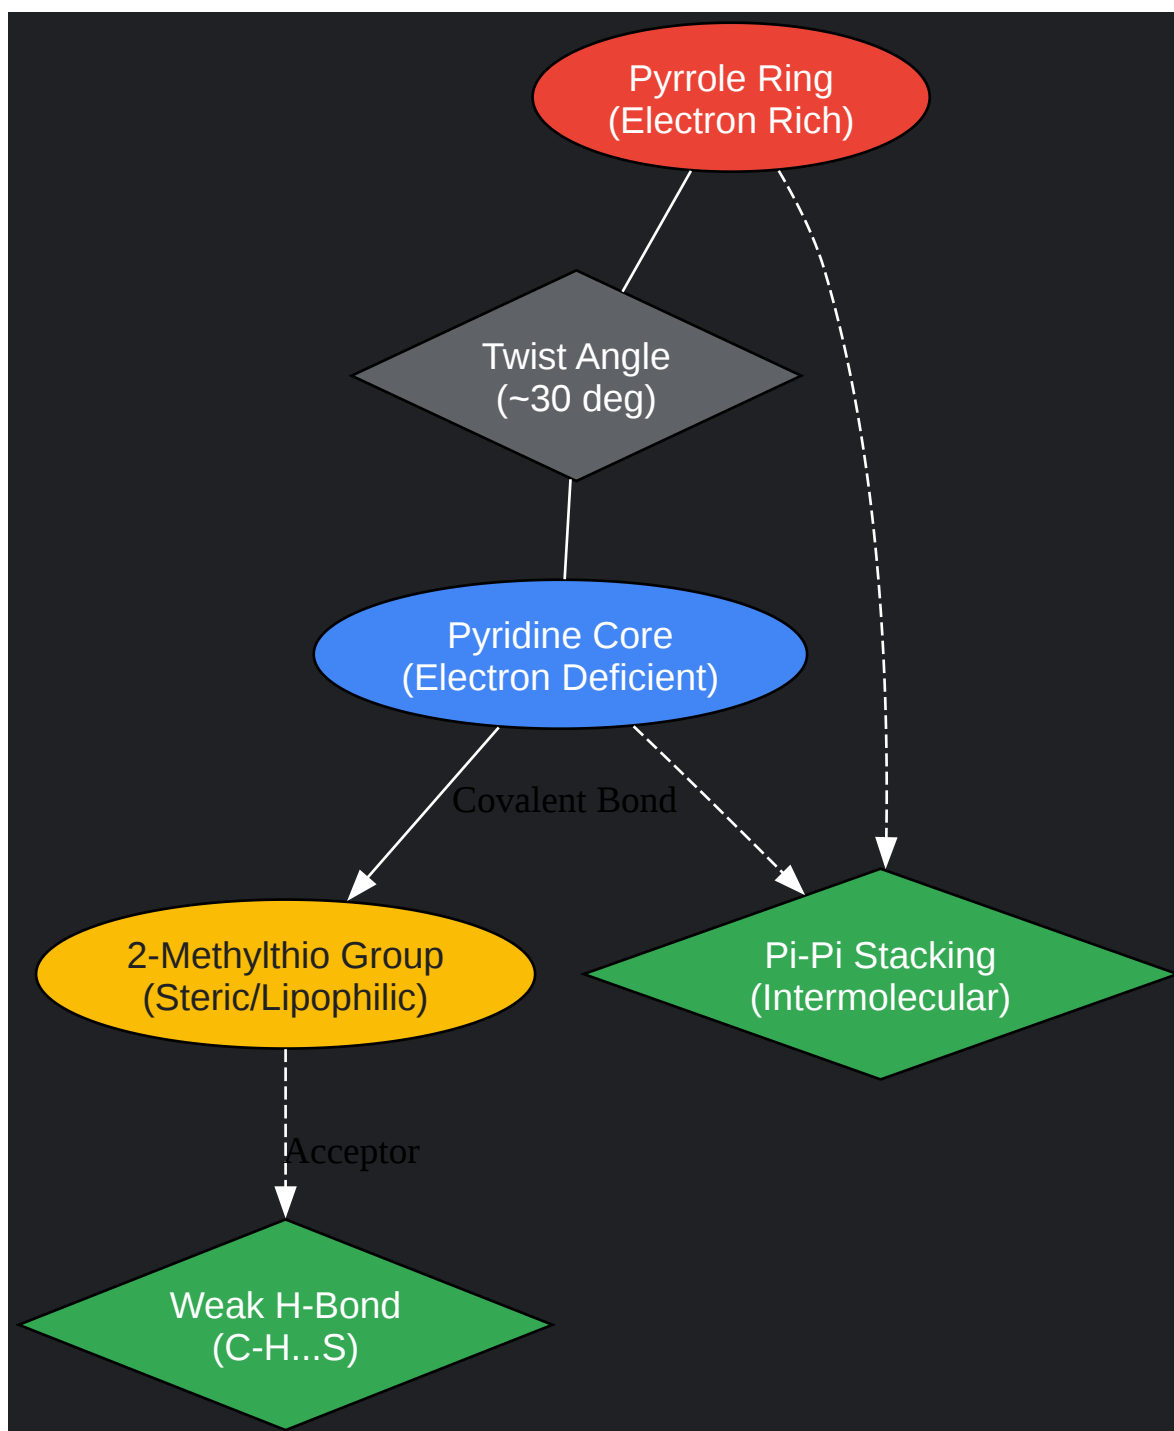 Pyrrole Ring
(Electron Rich)
Twist Angle
(~30 deg)
Pyridine Core
(Electron Deficient)
Covalent Bond
2-Methylthio Group
(Steric/Lipophilic)
Pi-Pi Stacking
(Intermolecular)
Acceptor
Weak H-Bond
(C-H...S)